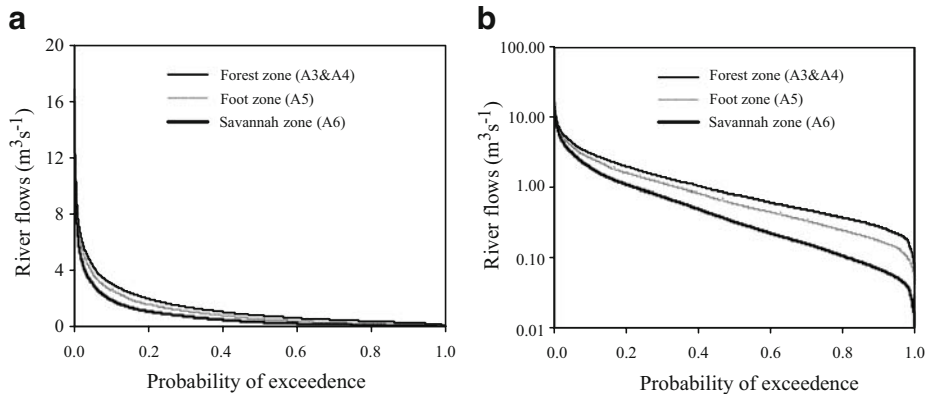 a
20
16
12
8
4
0
River flows (m³s⁻¹)
Forest zone (A3&A4)
Foot zone (A5)
Savannah zone (A6)
0.0 0.2 0.4 0.6 0.8 1.0
Probability of exceedence
b
100.00
10.00
1.00
0.10
0.01
River flows (m³s⁻¹)
Forest zone (A3&A4)
Foot zone (A5)
Savannah zone (A6)
0.0 0.2 0.4 0.6 0.8 1.0
Probability of exceedence